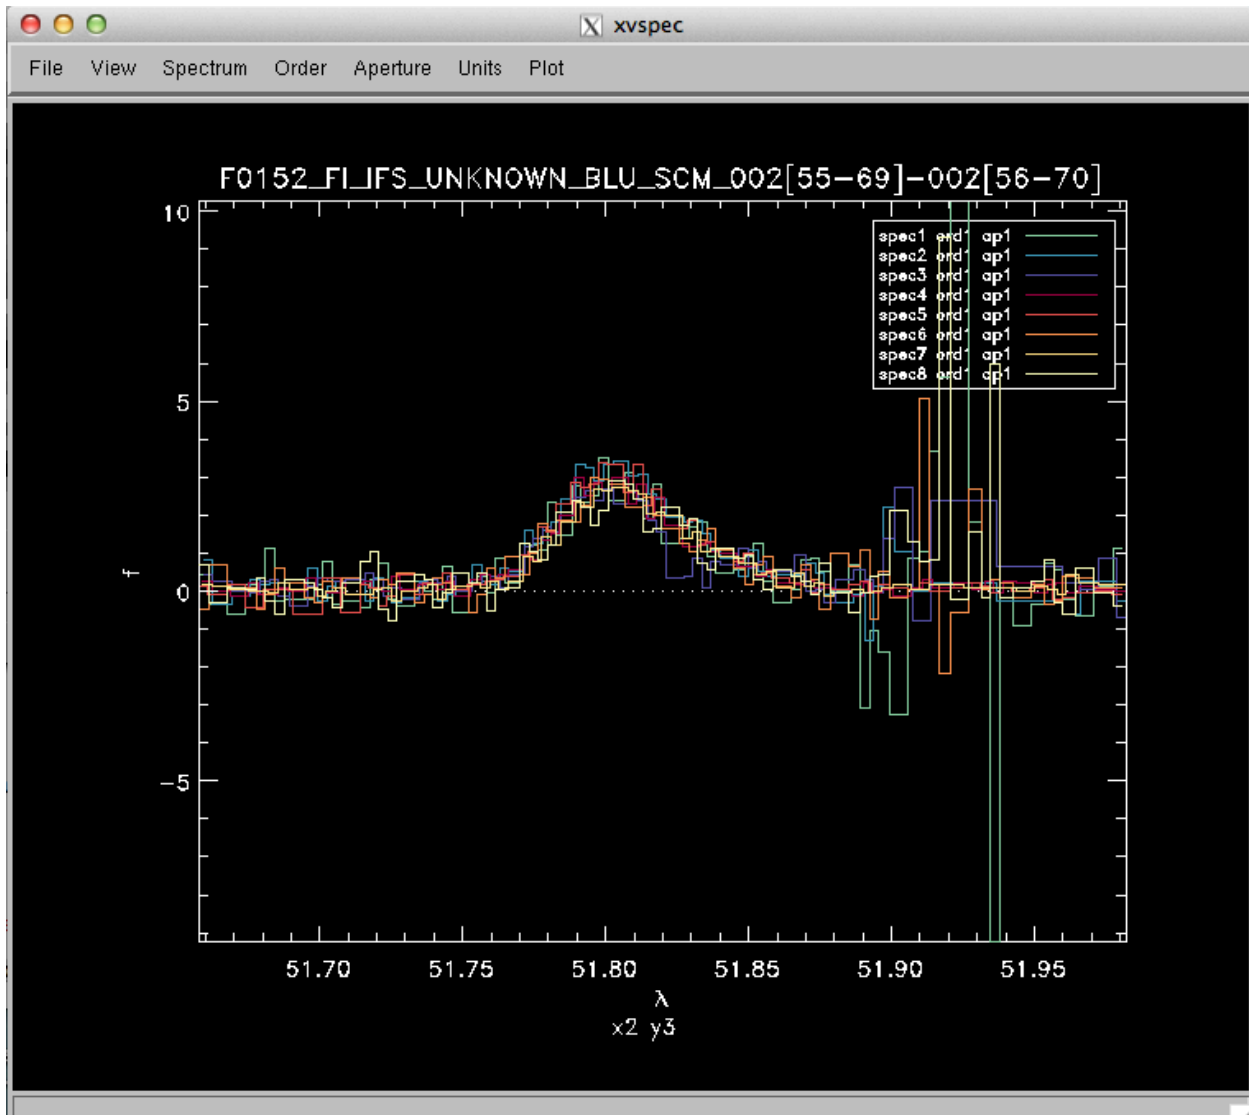 xvspec
File View Spectrum Order Aperture Units Plot
F0152_FI_IFS_UNKNOWN_BLU_SCM_002[55-69]-002[56-70]
10
5
0
-5
f
spec1 ord1 ap1
spec2 ord1 ap1
spec3 ord1 ap1
spec4 ord1 ap1
spec5 ord1 ap1
spec6 ord1 ap1
spec7 ord1 ap1
spec8 ord1 ap1
51.70 51.75 51.80 51.85 51.90 51.95
λ
x2 y3